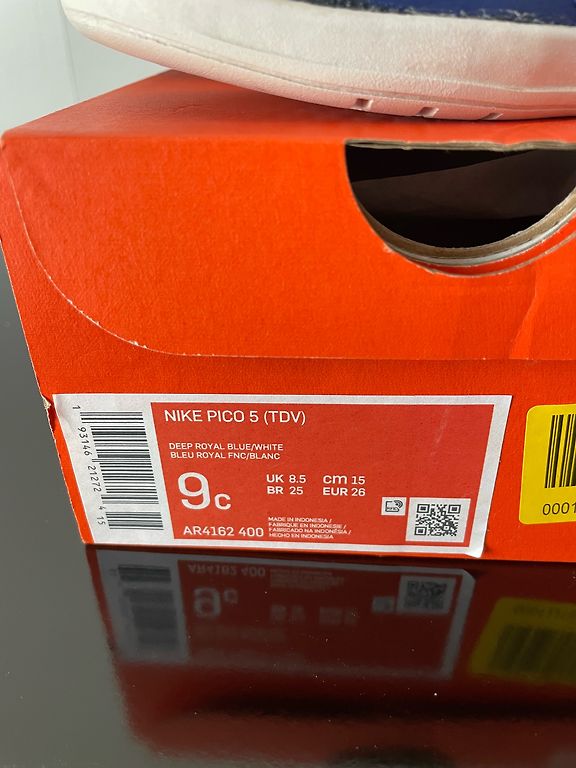 NIKE PICO 5 (TDV)
DEEP ROYAL BLUE/WHITE
BLEU ROYAL FNC/BLANC
9c
UK 8.5 cm 15
BR 25 EUR 26
AR4162 400
MADE IN INDONESIA /
FABRIQUE EN INDONESIE /
FABRICADO NA INDONÉSIA /
HECHO EN INDONESIA
1 93146 21272 4 15
0001